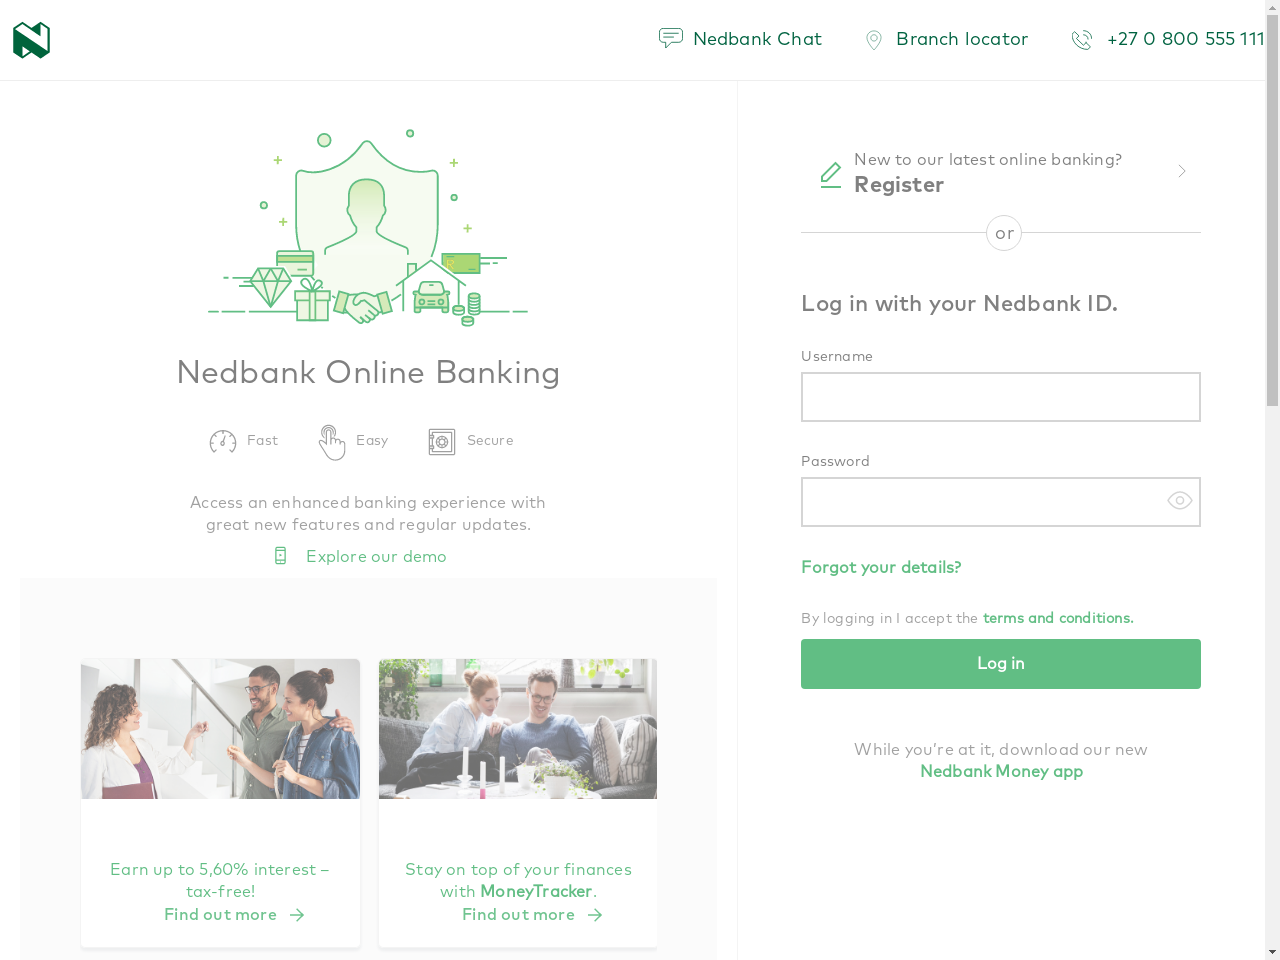 Nedbank Chat
Branch locator
+27 0 800 555 111
Nedbank Online Banking
Fast
Easy
Secure
Access an enhanced banking experience with
great new features and regular updates.
Explore our demo
Earn up to 5,60% interest –
tax-free!
Find out more
Stay on top of your finances
with MoneyTracker.
Find out more
New to our latest online banking?
Register
or
Log in with your Nedbank ID.
Username
Password
Forgot your details?
By logging in I accept the terms and conditions.
Log in
While you’re at it, download our new
Nedbank Money app